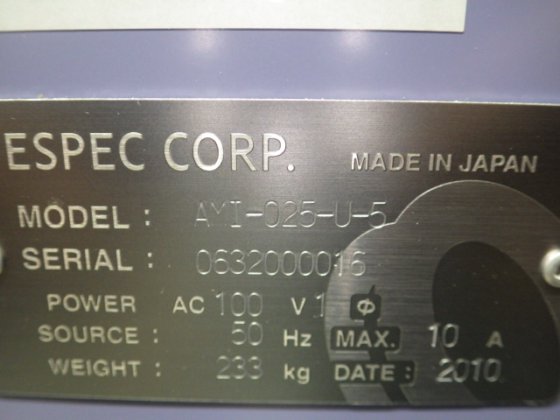 ESPEC CORP. MADE IN JAPAN
MODEL : AMI-025-U-5
SERIAL : 0632000016
POWER AC 100 V 1 ϕ
SOURCE : 50 Hz MAX. 10 A
WEIGHT : 233 kg DATE : 2010